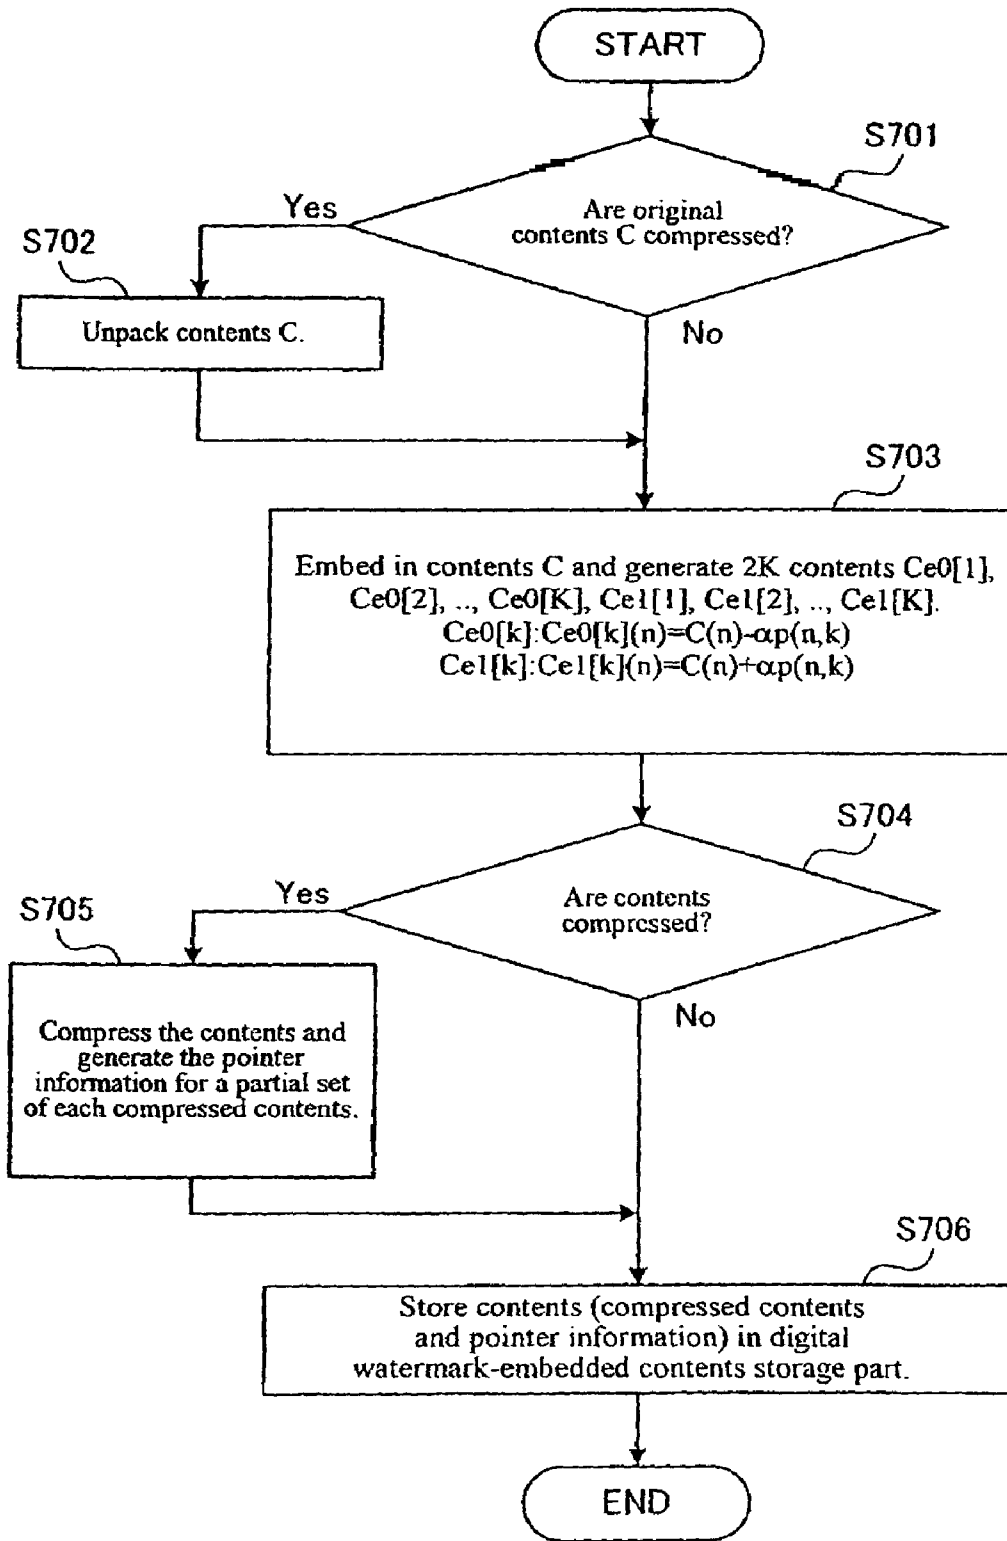 START
S701
Are original
contents C compressed?
Yes
No
S702
Unpack contents C.
S703
Embed in contents C and generate 2K contents Ce0[1],
Ce0[2], .., Ce0[K], Ce1[1], Ce1[2], .., Ce1[K].
Ce0[k]:Ce0[k](n)=C(n)-αp(n,k)
Ce1[k]:Ce1[k](n)=C(n)+αp(n,k)
S704
Are contents
compressed?
Yes
No
S705
Compress the contents and
generate the pointer
information for a partial set
of each compressed contents.
S706
Store contents (compressed contents
and pointer information) in digital
watermark-embedded contents storage part.
END